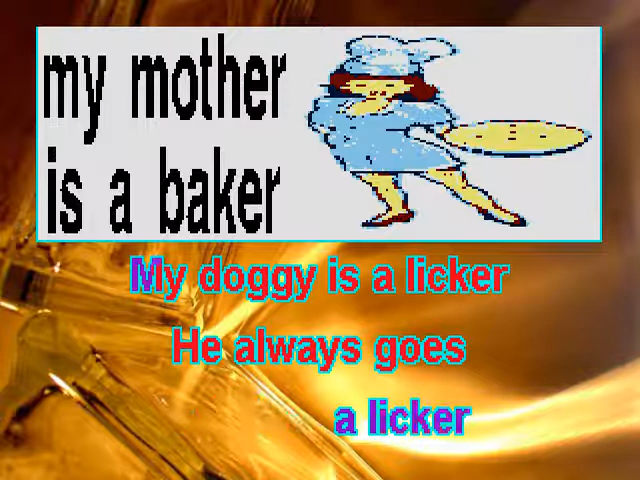 my mother
is a baker
My doggy is a licker
He always goes
a licker